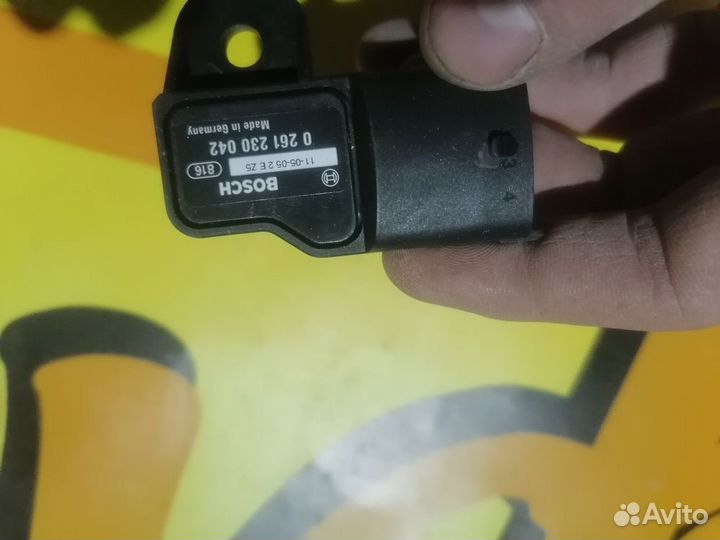 BOSCH 816
11-05-05 2 E Z5
0 261 230 042
Made in Germany
3 4
Avito